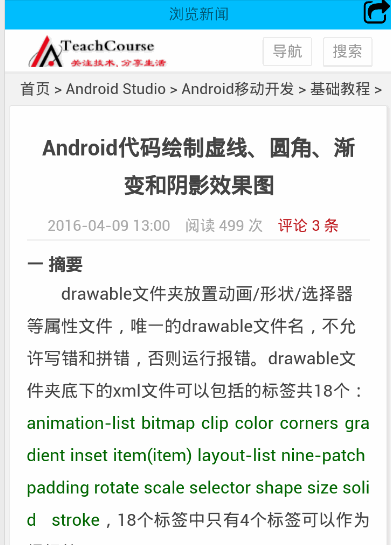 浏览新闻
TeachCourse
关注技术,分享生活
导航 搜索
首页 > Android Studio > Android移动开发 > 基础教程 >
Android代码绘制虚线、圆角、渐
变和阴影效果图
2016-04-09 13:00 阅读 499 次 评论 3 条
一 摘要
drawable文件夹放置动画/形状/选择器
等属性文件，唯一的drawable文件名，不允
许写错和拼错，否则运行报错。drawable文
件夹底下的xml文件可以包括的标签共18个：
animation-list bitmap clip color corners gra
dient inset item(item) layout-list nine-patch
padding rotate scale selector shape size soli
d stroke，18个标签中只有4个标签可以作为